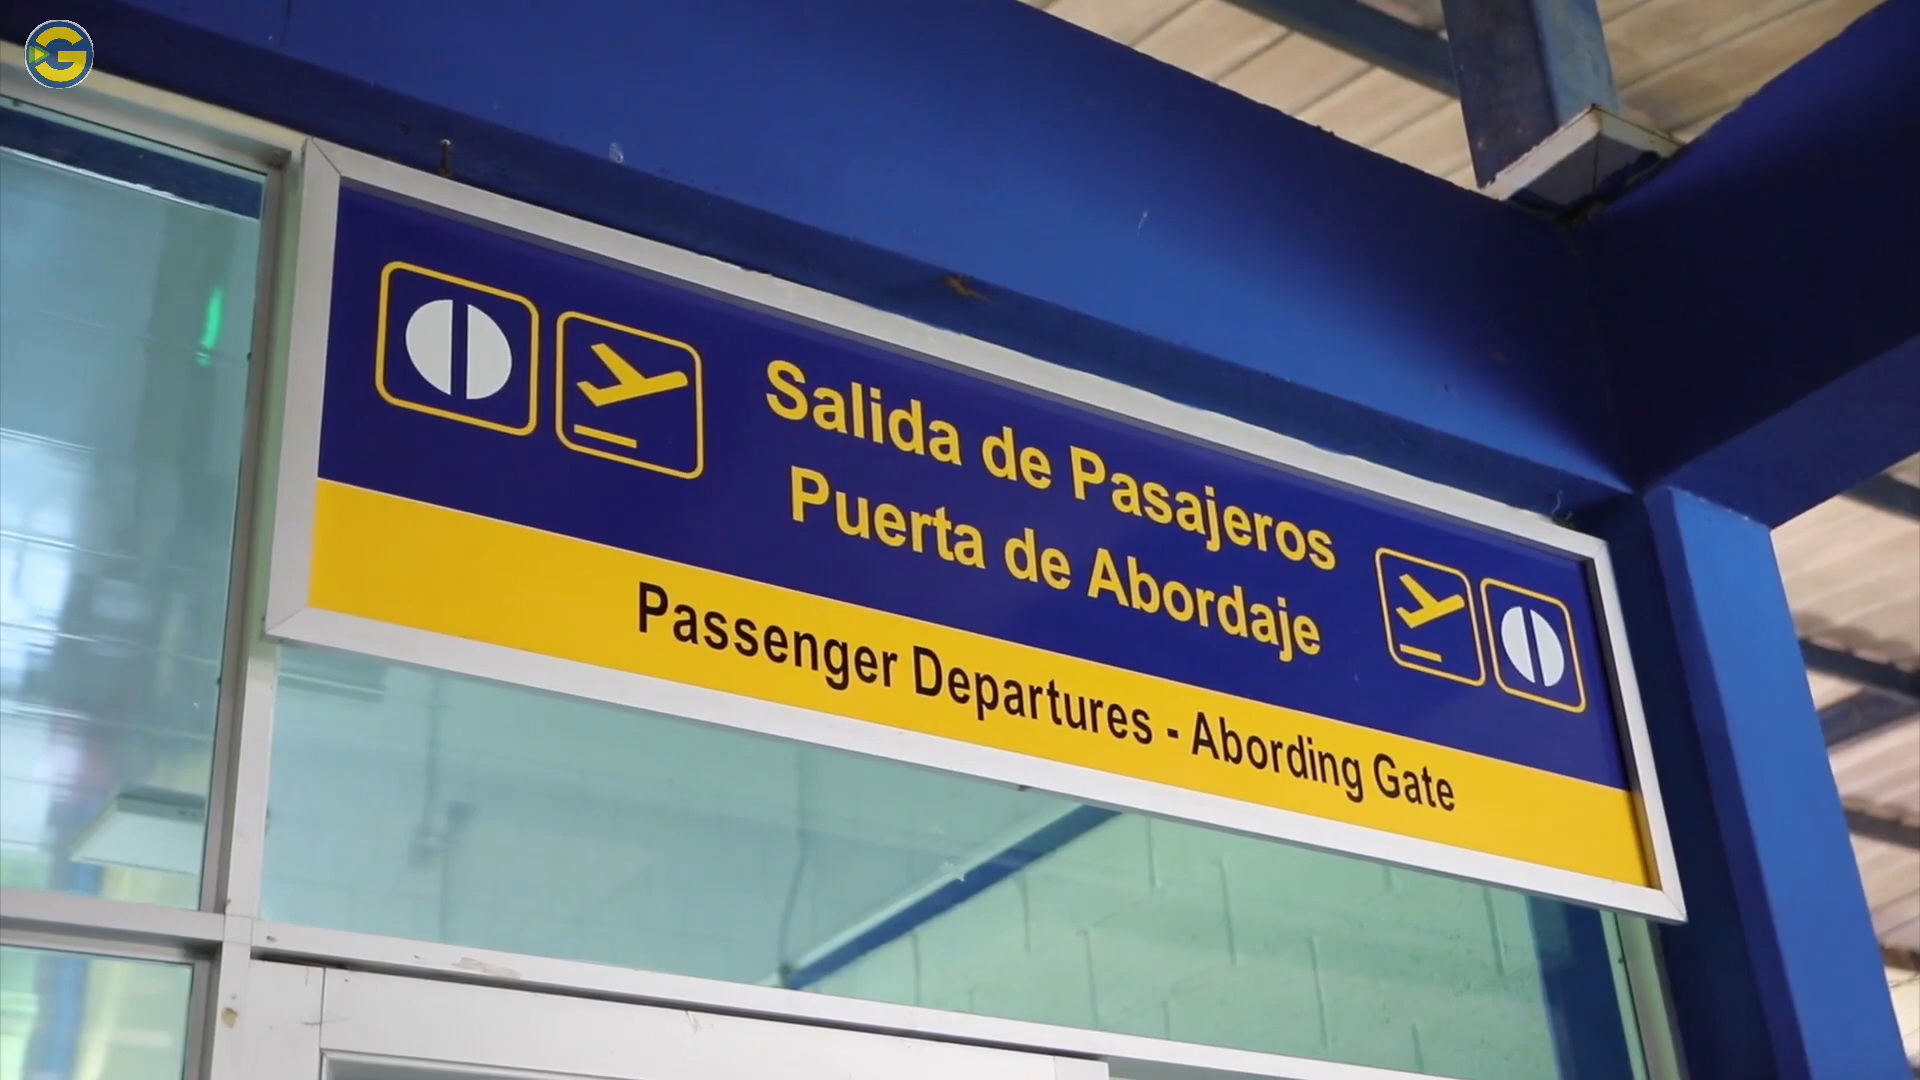 G
Salida de Pasajeros
Puerta de Abordaje
Passenger Departures - Abording Gate